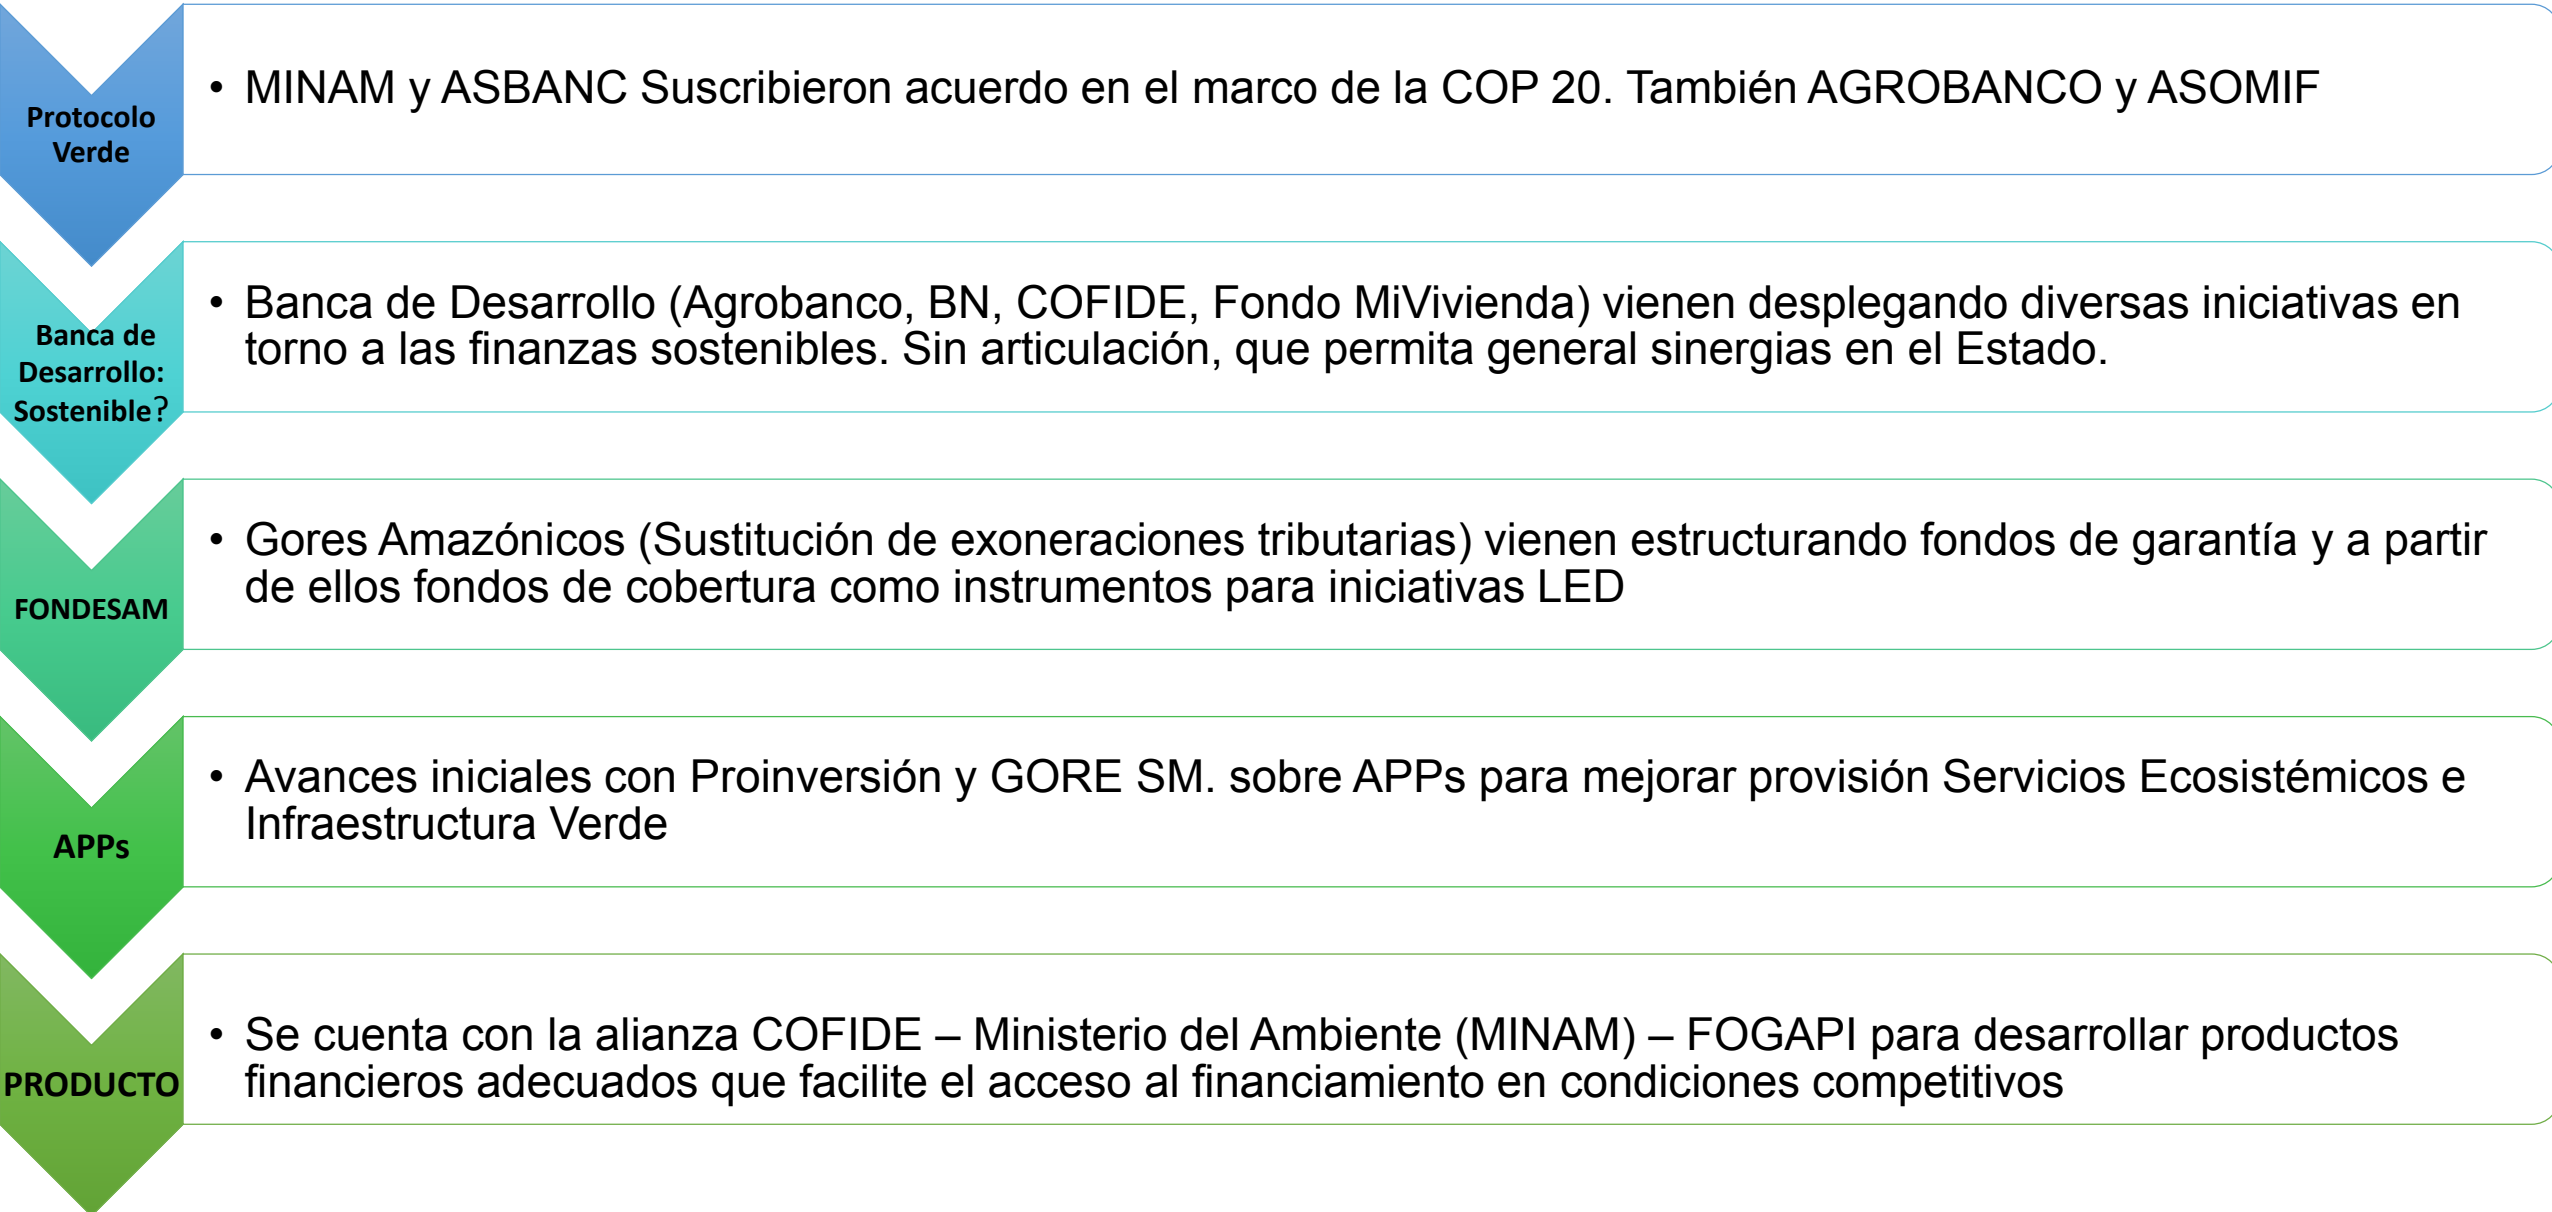 Protocolo
Verde
• MINAM y ASBANC Suscribieron acuerdo en el marco de la COP 20. También AGROBANCO y ASOMIF
Banca de
Desarrollo:
Sostenible?
• Banca de Desarrollo (Agrobanco, BN, COFIDE, Fondo MiVivienda) vienen desplegando diversas iniciativas en
torno a las finanzas sostenibles. Sin articulación, que permita general sinergias en el Estado.
FONDESAM
• Gores Amazónicos (Sustitución de exoneraciones tributarias) vienen estructurando fondos de garantía y a partir
de ellos fondos de cobertura como instrumentos para iniciativas LED
APPs
• Avances iniciales con Proinversión y GORE SM. sobre APPs para mejorar provisión Servicios Ecosistémicos e
Infraestructura Verde
PRODUCTO
• Se cuenta con la alianza COFIDE – Ministerio del Ambiente (MINAM) – FOGAPI para desarrollar productos
financieros adecuados que facilite el acceso al financiamiento en condiciones competitivos